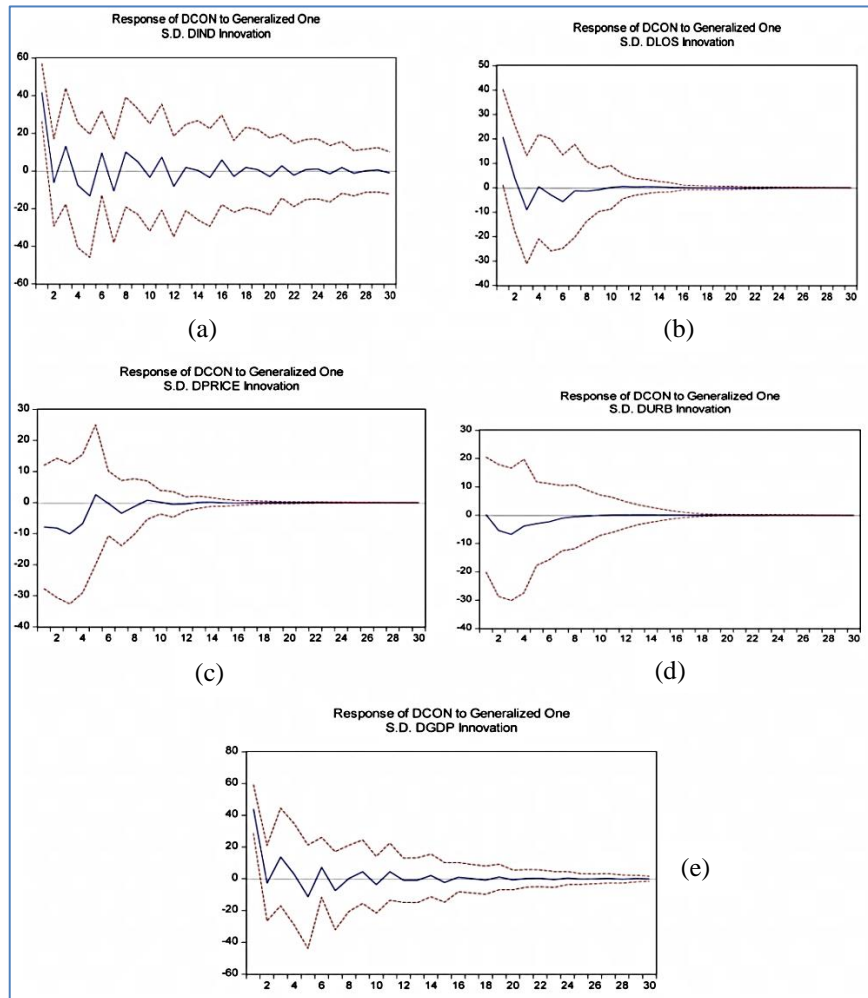 Response of DCON to Generalized One
S.D. DIND Innovation
60
40
20
0
-20
-40
-60
2 4 6 8 10 12 14 16 18 20 22 24 26 28 30
(a)
Response of DCON to Generalized One
S.D. DLOS Innovation
50
40
30
20
10
0
-10
-20
-30
-40
2 4 6 8 10 12 14 16 18 20 22 24 26 28 30
(b)
Response of DCON to Generalized One
S.D. DPRICE Innovation
30
20
10
0
-10
-20
-30
-40
2 4 6 8 10 12 14 16 18 20 22 24 26 28 30
(c)
Response of DCON to Generalized One
S.D. DURB Innovation
30
20
10
0
-10
-20
-30
-40
2 4 6 8 10 12 14 16 18 20 22 24 26 28 30
(d)
Response of DCON to Generalized One
S.D. DGDP Innovation
80
60
40
20
0
-20
-40
-60
2 4 6 8 10 12 14 16 18 20 22 24 26 28 30
(e)